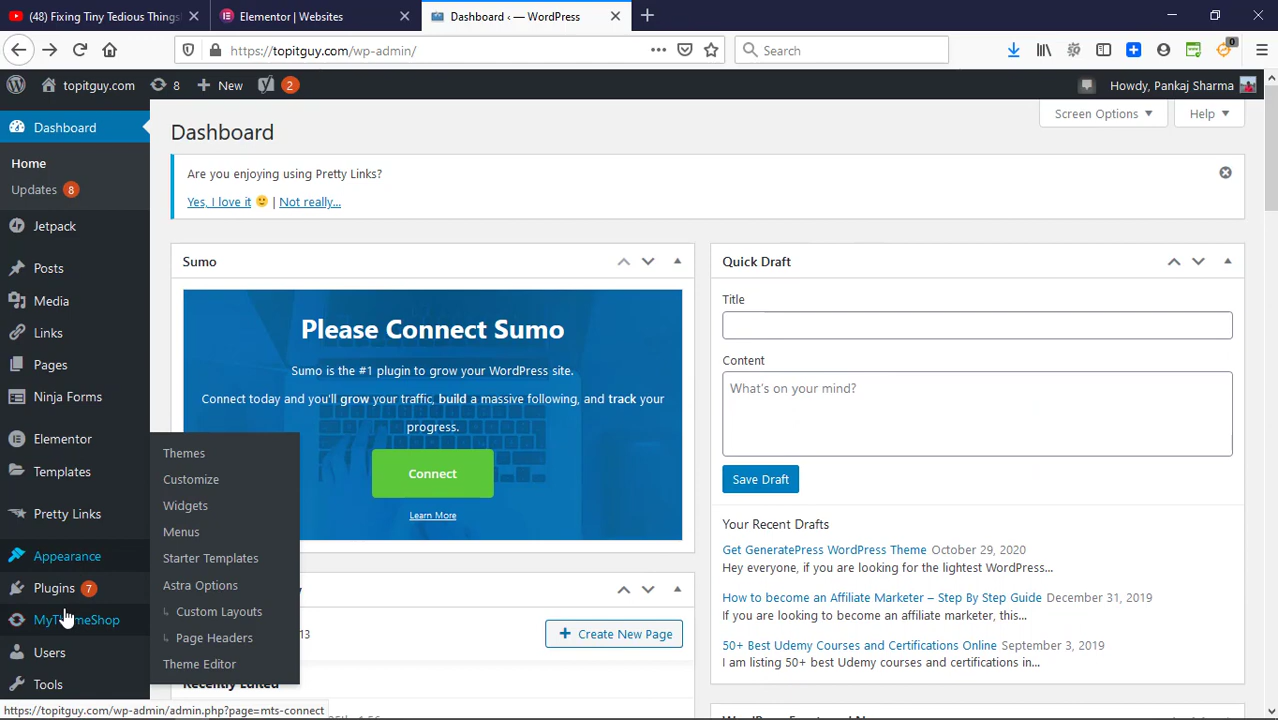 (48) Fixing Tiny Tedious Things
Elementor | Websites
Dashboard ‹ — WordPress
https://topitguy.com/wp-admin/
Search
0
topitguy.com
8
New
2
Howdy, Pankaj Sharma
Dashboard
Home
Updates 8
Jetpack
Posts
Media
Links
Pages
Ninja Forms
Elementor
Templates
Pretty Links
Appearance
Plugins 7
MyThemeShop
Users
Tools
Themes
Customize
Widgets
Menus
Starter Templates
Astra Options
Custom Layouts
Page Headers
Theme Editor
Dashboard
Screen Options
Help
Are you enjoying using Pretty Links?
Yes, I love it | Not really...
Sumo
Please Connect Sumo
Sumo is the #1 plugin to grow your WordPress site.
Connect today and you'll grow your traffic, build a massive following, and track your
progress.
Connect
Learn More
13
Create New Page
Quick Draft
Title
Content
What's on your mind?
Save Draft
Your Recent Drafts
Get GeneratePress WordPress Theme October 29, 2020
Hey everyone, if you are looking for the lightest WordPress...
How to become an Affiliate Marketer – Step By Step Guide December 31, 2019
If you are looking to become an affiliate marketer, this...
50+ Best Udemy Courses and Certifications Online September 3, 2019
I am listing 50+ best Udemy courses and certifications in...
https://topitguy.com/wp-admin/admin.php?page=mts-connect